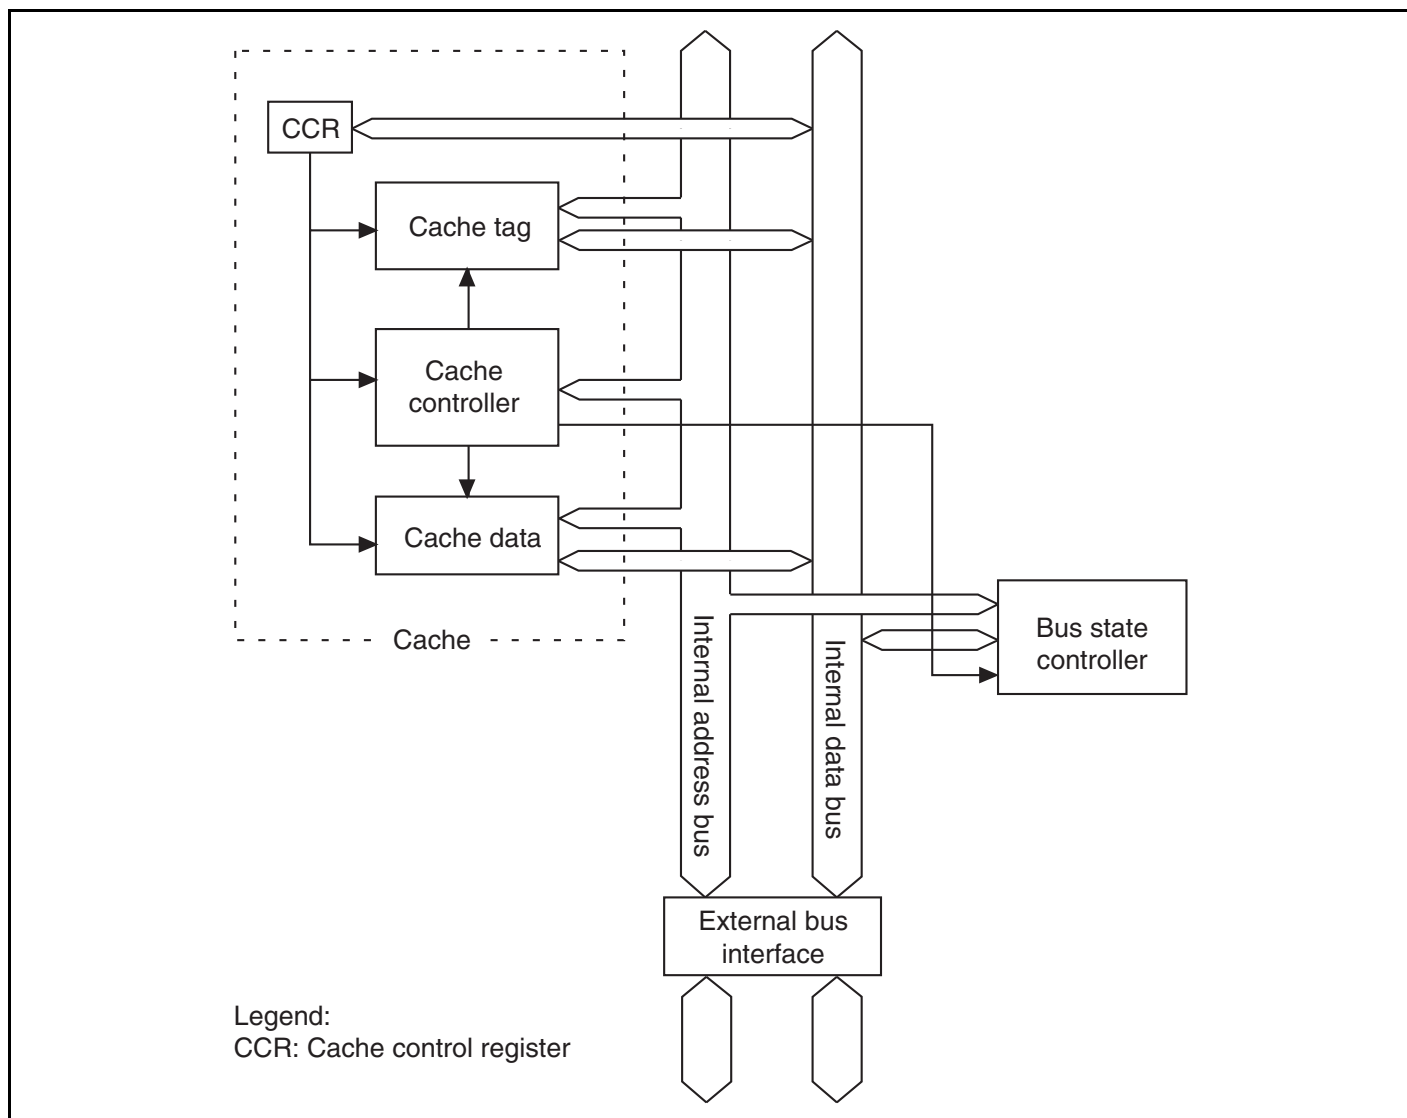 CCR
Cache tag
Cache
controller
Cache data
Cache
Internal address bus
Internal data bus
Bus state
controller
External bus
interface
Legend:
CCR: Cache control register